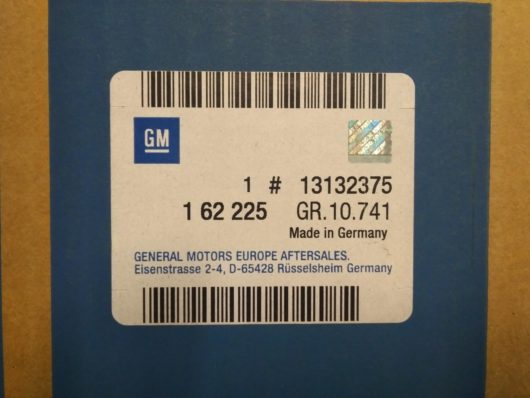 GM
1 # 13132375
1 62 225 GR.10.741
Made in Germany
GENERAL MOTORS EUROPE AFTERSALES.
Eisenstrasse 2-4, D-65428 Rüsselsheim Germany